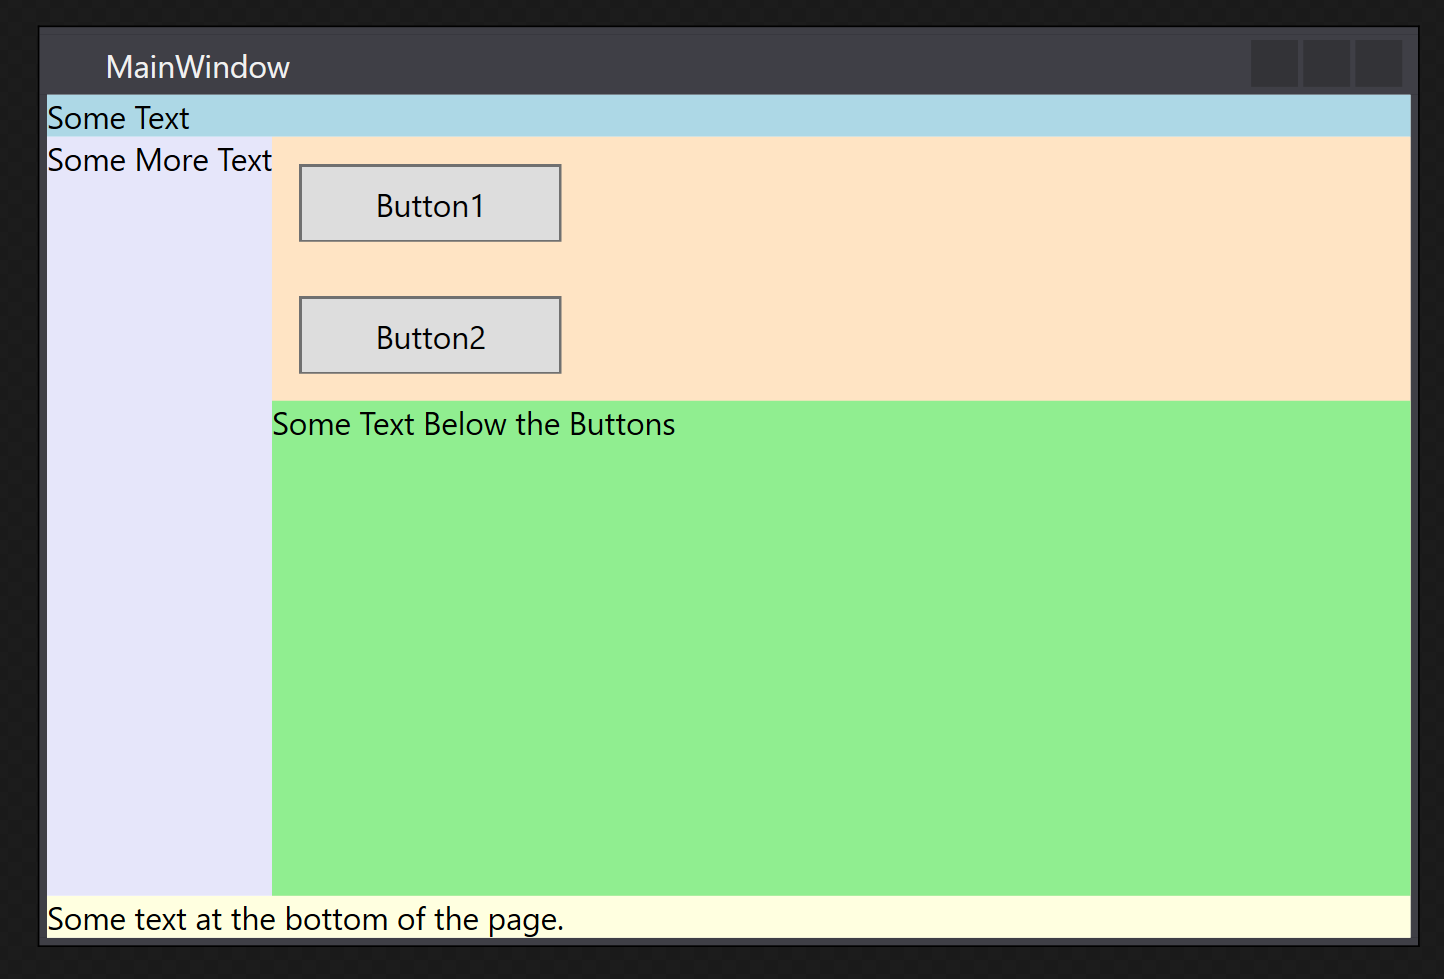 MainWindow
Some Text
Some More Text
Button1
Button2
Some Text Below the Buttons
Some text at the bottom of the page.